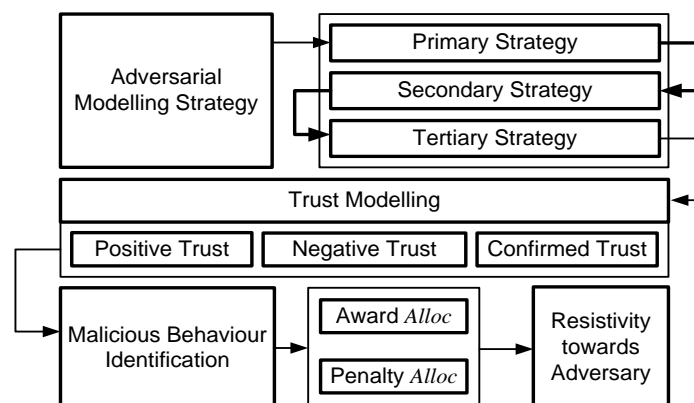 Adversarial
Modelling Strategy
Primary Strategy
Secondary Strategy
Tertiary Strategy
Trust Modelling
Positive Trust
Negative Trust
Confirmed Trust
Malicious Behaviour
Identification
Award Alloc
Penalty Alloc
Resistivity
towards
Adversary